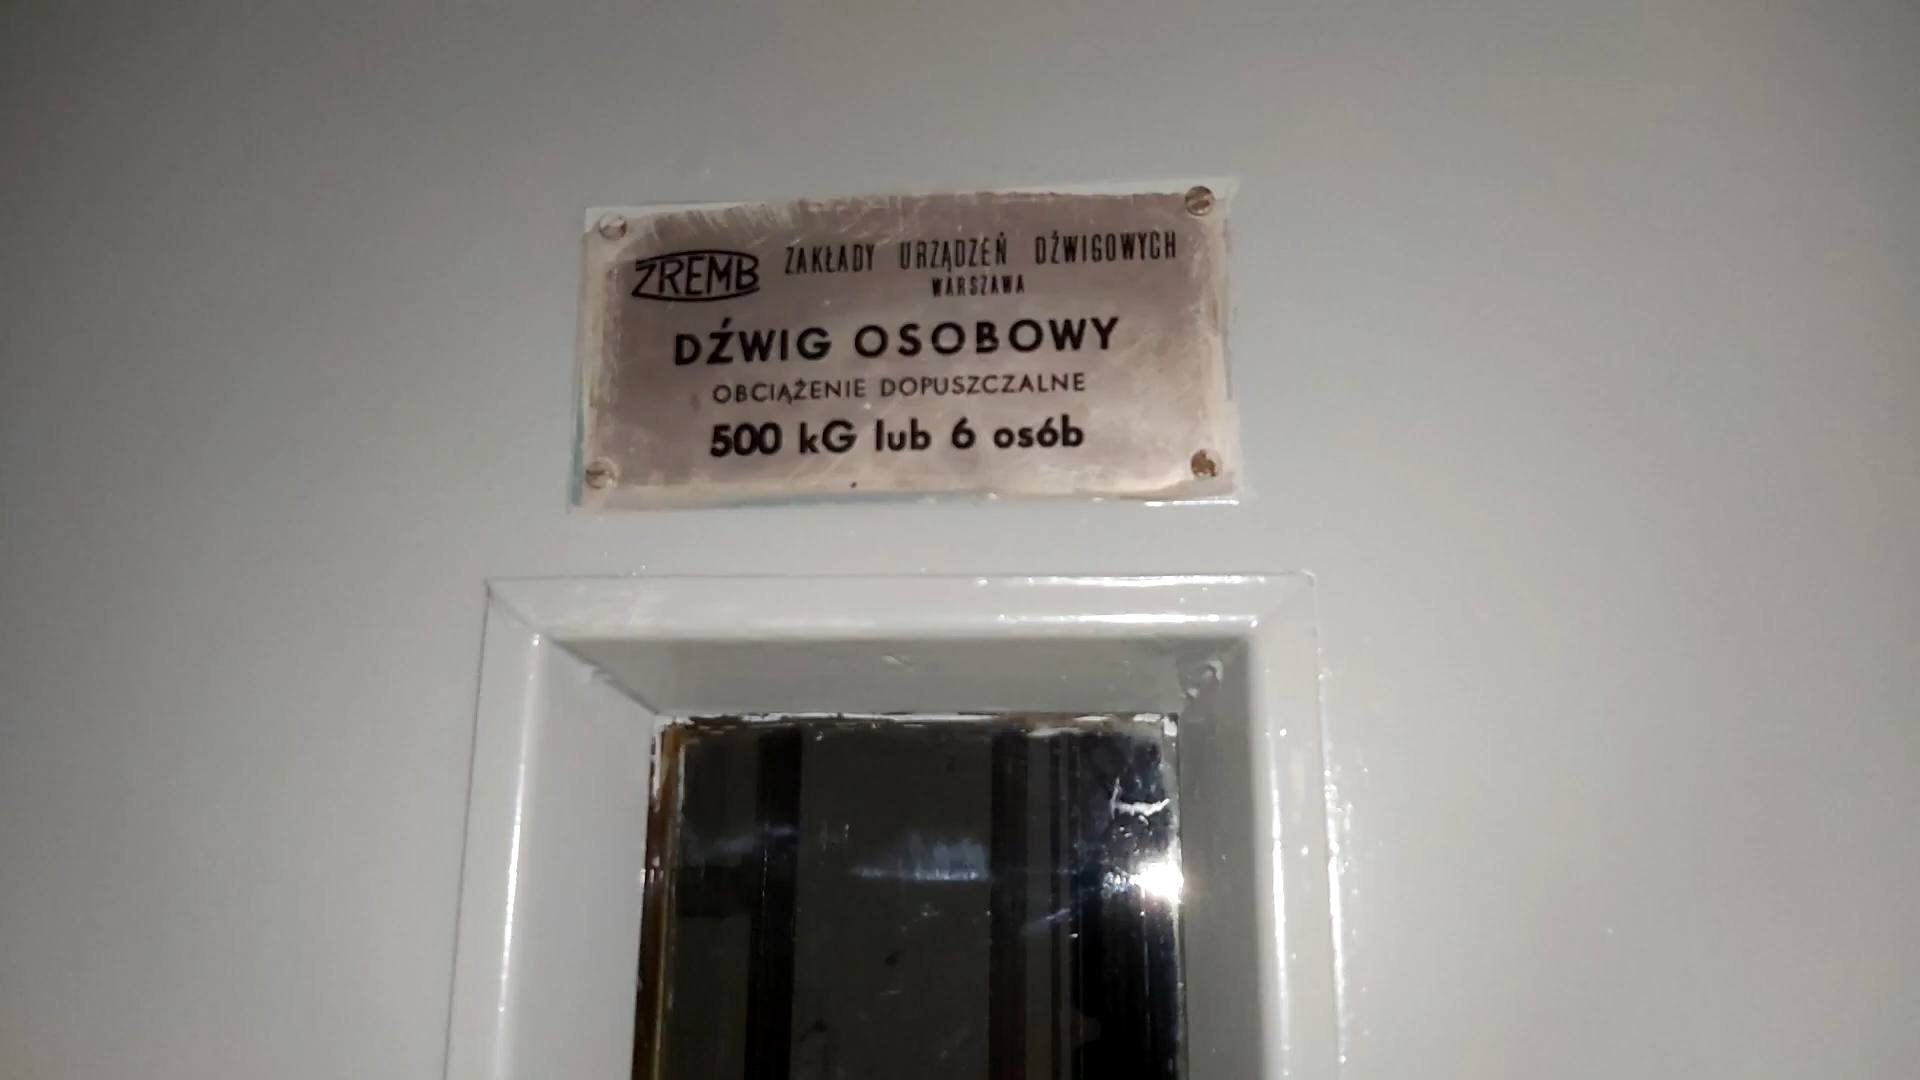 ZREMB ZAKŁADY URZĄDZEŃ DŹWIGOWYCH
WARSZAWA
DŹWIG OSOBOWY
OBCIĄŻENIE DOPUSZCZALNE
500 kG lub 6 osób